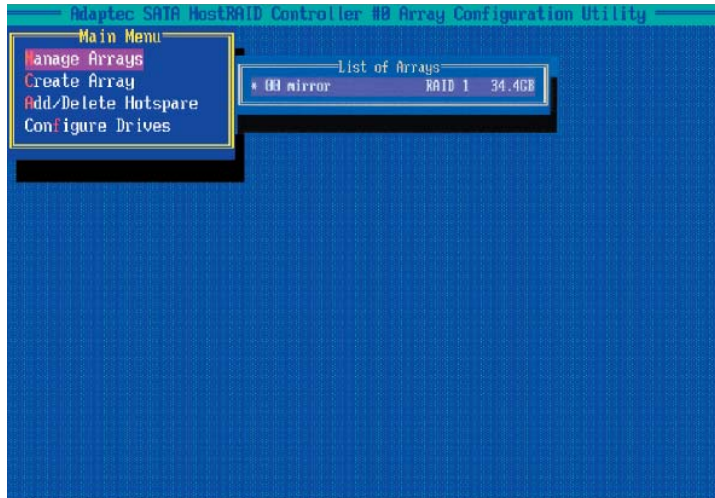 Adaptec SATA HostRAID Controller #0 Array Configuration Utility
Main Menu
Manage Arrays
Create Array
Add/Delete Hotspare
Configure Drives
List of Arrays
* 00 mirror RAID 1 34.4GB